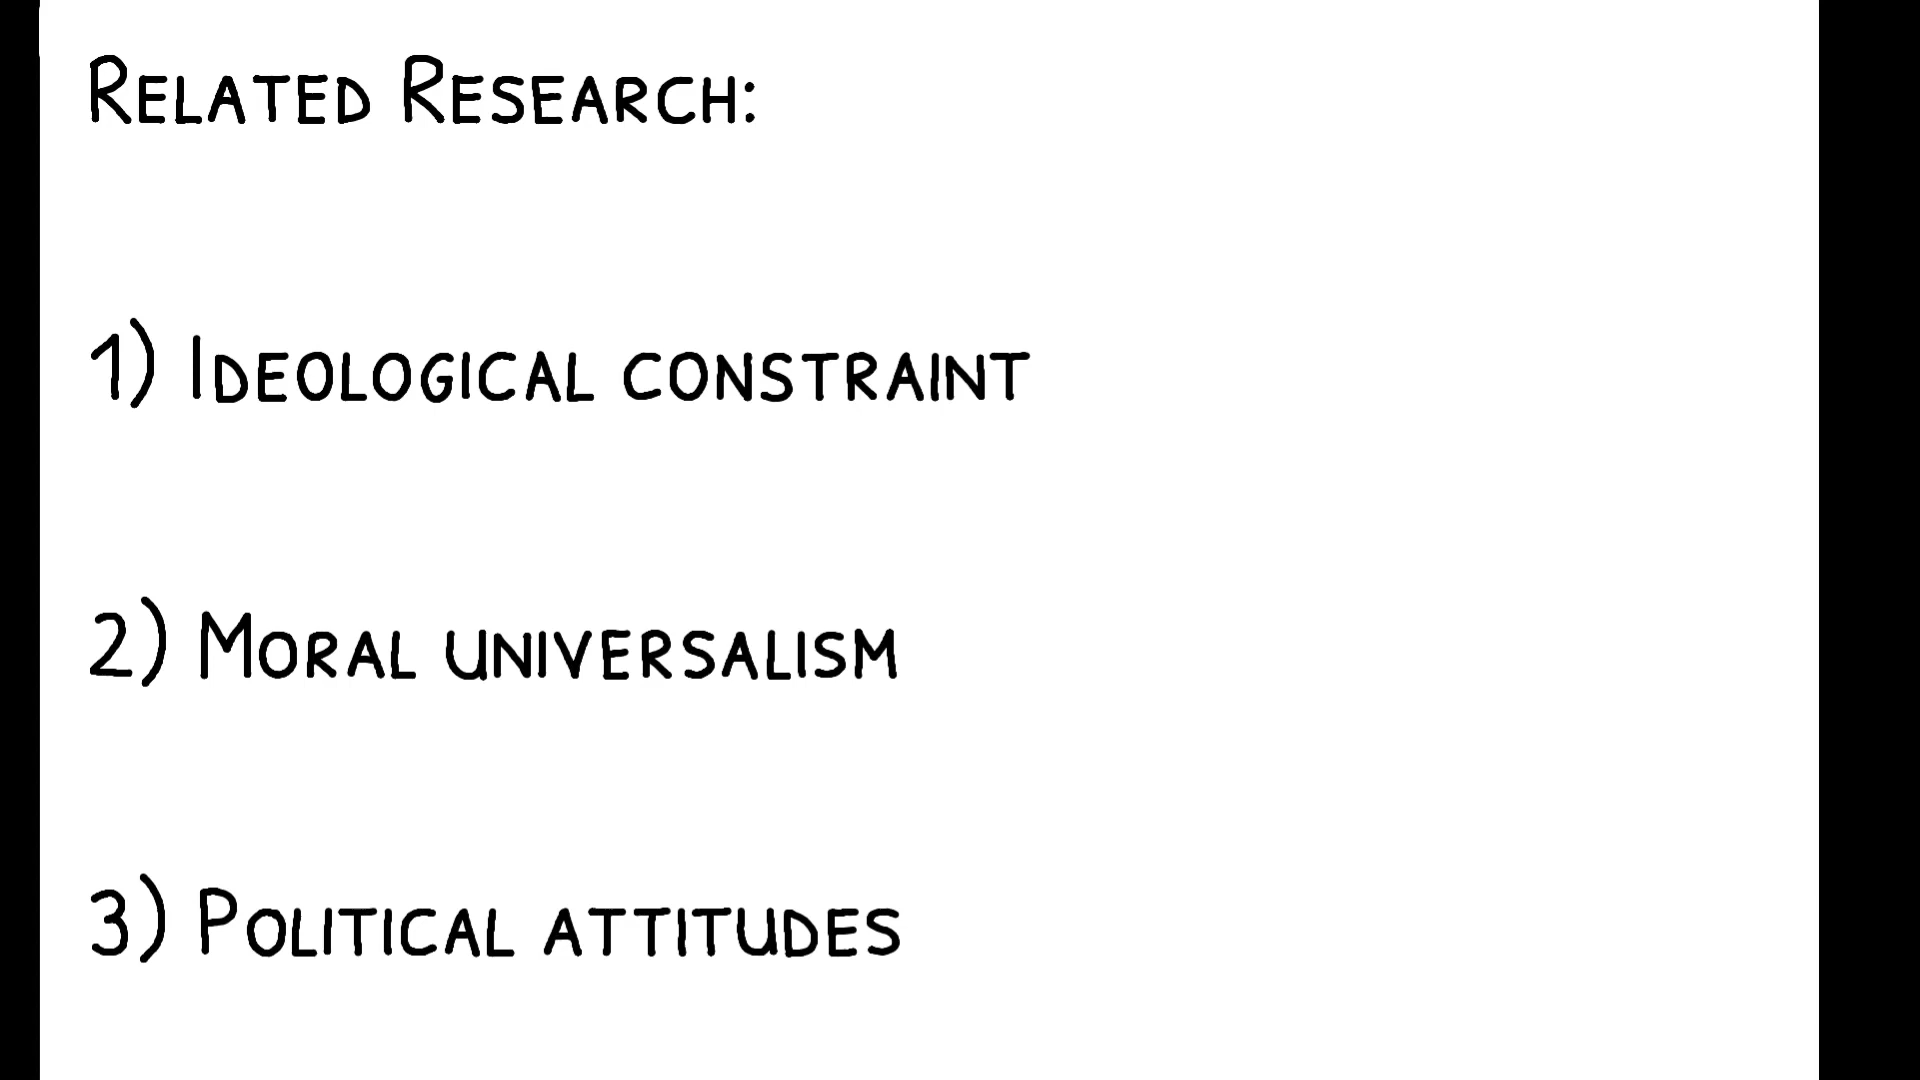 Related Research:
1) Ideological constraint
2) Moral universalism
3) Political attitudes